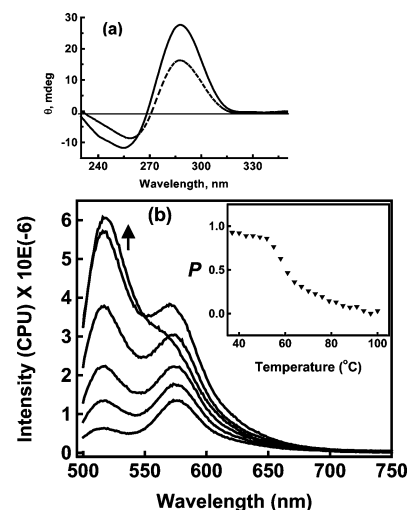 (a)
θ, mdeg
30
20
10
0
-10
240 270 300 330
Wavelength, nm
(b)
Intensity (CPU) X 10E(-6)
6
5
4
3
2
1
0
500 550 600 650 700 750
Wavelength (nm)
P
1.0
0.5
0.0
40 60 80 100
Temperature (°C)